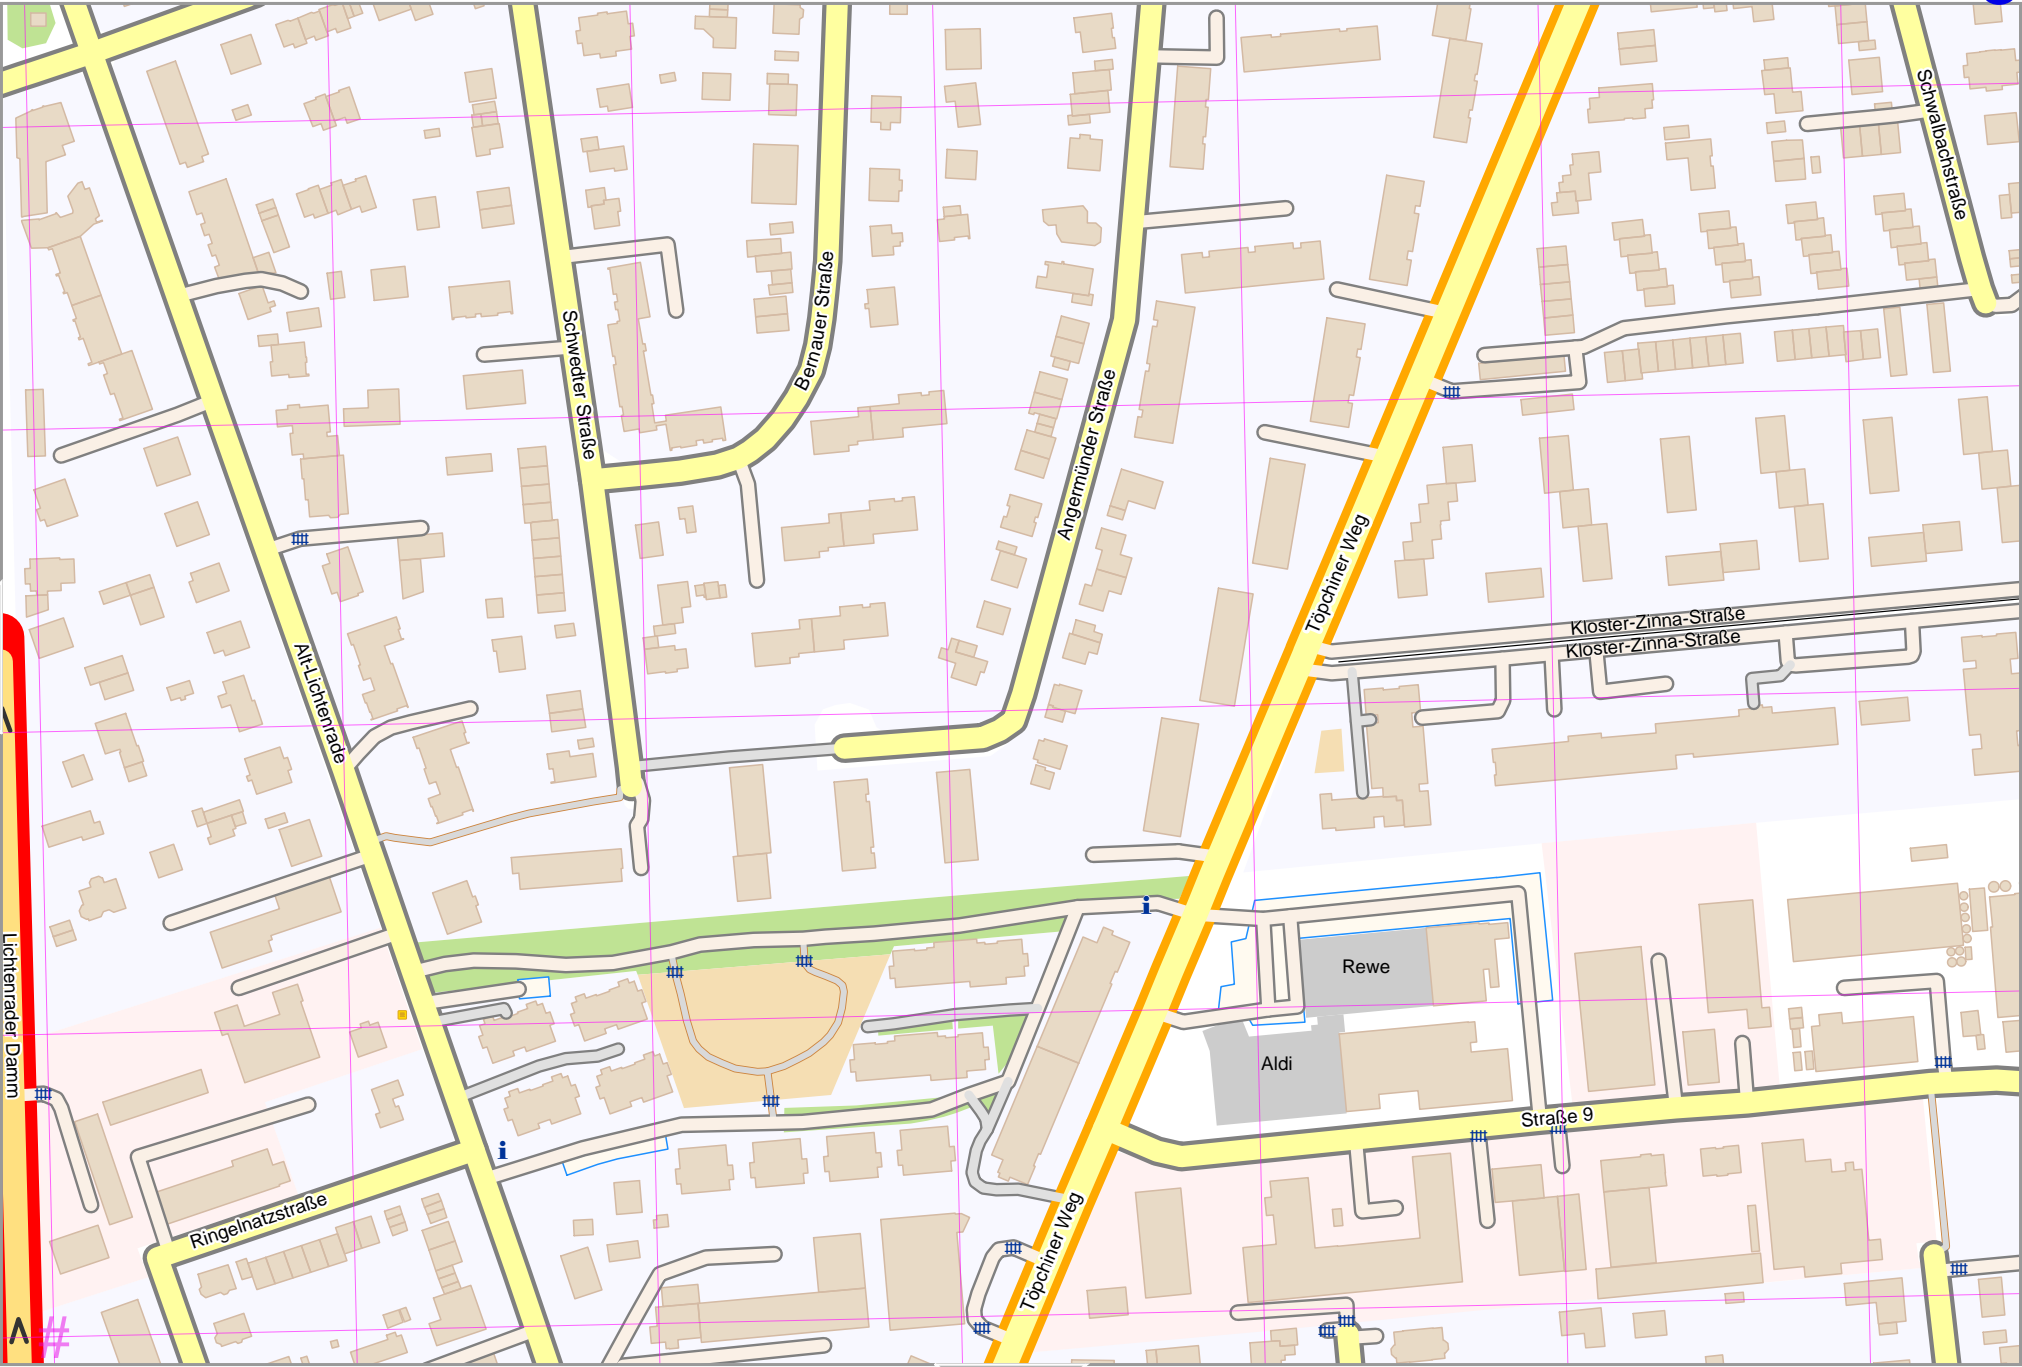 Schwalbachstraße
Bernauer Straße
Schwedter Straße
Angermünder Straße
Töpchiner Weg
Kloster-Zinna-Straße
Kloster-Zinna-Straße
Alt-Lichtenrade
i
Lichtenrader Damm
Rewe
Aldi
Straße 9
i
Ringelnatzstraße
Töpchiner Weg
#